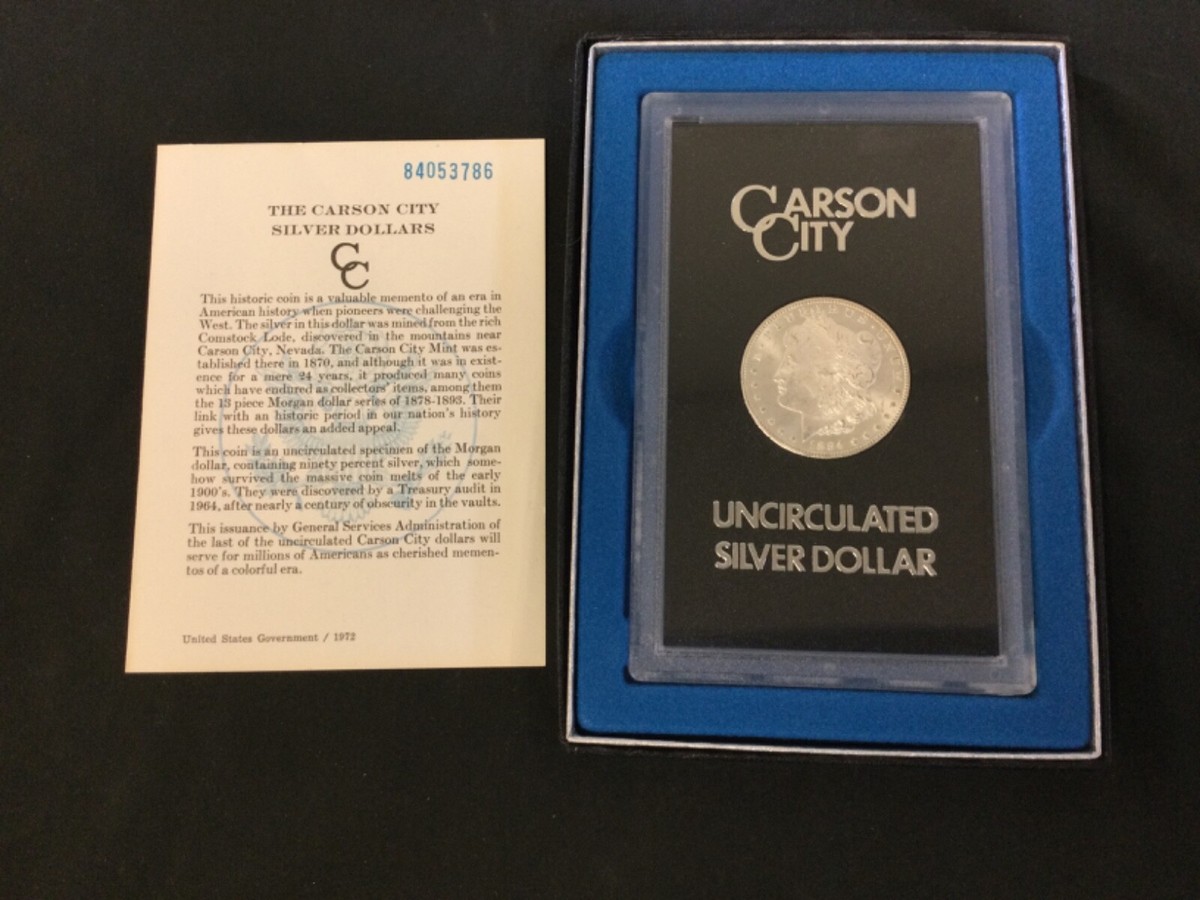 84053786
THE CARSON CITY
SILVER DOLLARS
CC
This historic coin is a valuable memento of an era in
American history when pioneers were challenging the
West. The silver in this dollar was mined from the rich
Comstock Lode, discovered in the mountains near
Carson City, Nevada. The Carson City Mint was es-
tablished there in 1870, and although it was in exist-
ence for a mere 24 years, it produced many coins
which have endured as collectors' items, among them
the 13 piece Morgan dollar series of 1878-1893. Their
link with an historic period in our nation's history
gives these dollars an added appeal.
This coin is an uncirculated specimen of the Morgan
dollar, containing ninety percent silver, which some-
how survived the massive coin melts of the early
1900's. They were discovered by a Treasury audit in
1964, after nearly a century of obscurity in the vaults.
This issuance by General Services Administration of
the last of the uncirculated Carson City dollars will
serve for millions of Americans as cherished memen-
tos of a colorful era.
United States Government / 1972
CARSON
CITY
1884
UNCIRCULATED
SILVER DOLLAR